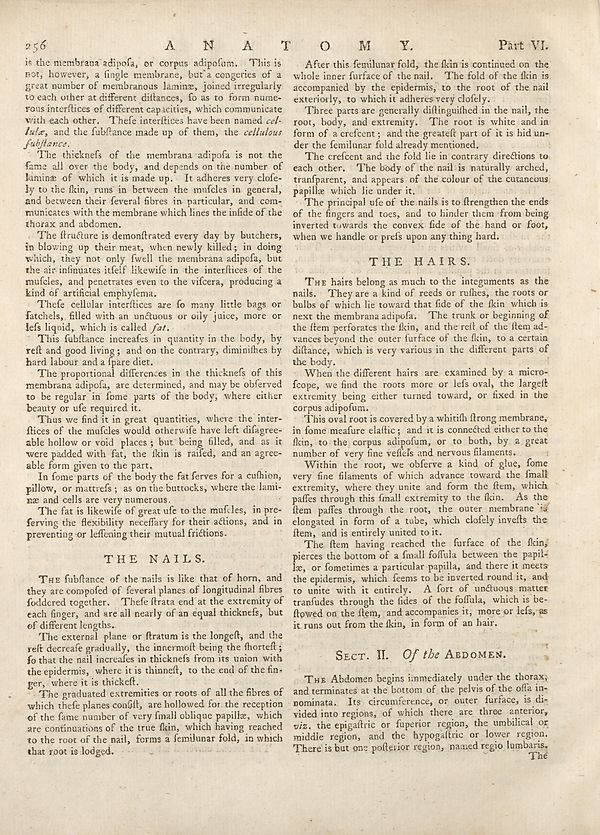 256 A N A T O M Y. Part VI.
is the membrana adipoſa, or corpus adipoſum. This is
not, however, a ſingle membrane, but a congeries of a
great number of membranous laminæ, joined irregularly
to each other at different diſtances, ſo as to form nume-
rous interſtices of different capacities, which communicate
with each other. Theſe interſtices have been named cel-
lulæ, and the ſubſtance made up of them, the cellulous
ſubſtance.
The thickneſs of the membrana adipoſa is not the
ſame all over the body, and depends on the number of
laminæ of which it is made up. It adheres very cloſe-
ly to the ſkin, runs in between the muſcles in general,
and between their ſeveral fibres in particular, and com-
municates with the membrane which lines the inſide of the
thorax and abdomen.
The ſtructure is demonſtrated every day by butchers,
in blowing up their meat, when newly killed; in doing
which, they not only ſwell the membrana adipoſa, but
the air inſinuates itſelf likewiſe in the interſtices of the
muſcles, and penetrates even to the viſcera, producing a
kind of artificial emphyſema.
Theſe cellular interſtices are ſo many little bags or
ſatchels, filled with an unctuous or oily juice, more or
leſs liquid, which is called fat.
This ſubſtance increaſes in quantity in the body, by
reſt and good living; and on the contrary, diminiſhes by
hard labour and a ſpare diet.
The proportional differences in the thickneſs of this
membrana adipoſa, are determined, and may be obſerved
to be regular in ſome parts of the body, where either
beauty or uſe required it.
Thus we find it in great quantities, where the inter-
ſtices of the muſcles would otherwiſe have left diſagree-
able hollow or void places; but being filled, and as it
were padded with fat, the ſkin is raiſed, and an agree-
able form given to the part.
In ſome parts of the body the fat ſerves for a cuſhion,
pillow, or mattreſs; as on the buttocks, where the lami-
næ and cells are very numerous.
The fat is likewiſe of great uſe to the muſcles, in pre-
ſerving the flexibility neceſſary for their actions, and in
preventing or leſſening their mutual frictions.
THE NAILS.
THE ſubſtance of the nails is like that of horn, and
they are compoſed of ſeveral planes of longitudinal fibres
ſoddered together. Theſe ſtrata end at the extremity of
each finger, and are all nearly of an equal thickneſs, but
of different lengths.
The external plane or ſtratum is the longeſt, and the
reſt decreaſe gradually, the innermoſt being the ſhorteſt;
ſo that the nail increaſes in thickneſs from its union with
the epidermis, where it is thinneſt, to the end of the fin-
ger, where it is thickeſt.
The graduated extremities or roots of all the fibres of
which theſe planes conſiſt, are hollowed for the reception
of the ſame number of very ſmall oblique papillæ, which
are continuations of the true ſkin, which having reached
to the root of the nail, forms a ſemilunar fold, in which
that root is lodged.
After this ſemilunar fold, the ſkin is continued on the
whole inner ſurface of the nail. The fold of the ſkin is
accompanied by the epidermis, to the root of the nail
exteriorly, to which it adheres very cloſely.
Three parts are generally diſtinguiſhed in the nail, the
root, body, and extremity. The root is white and in
form of a creſcent; and the greateſt part of it is hid un-
der the ſemilunar fold already mentioned.
The creſcent and the fold lie in contrary directions to
each other. The body of the nail is naturally arched,
tranſparent, and appears of the colour of the cutaneous
papillæ which lie under it.
The principal uſe of the nails is to ſtrengthen the ends
of the fingers and toes, and to hinder them from being
inverted towards the convex ſide of the hand or foot,
when we handle or preſs upon any thing hard.
THE HAIRS.
THE hairs belong as much to the integuments as the
nails. They are a kind of reeds or ruſhes, the roots or
bulbs of which lie toward that ſide of the ſkin which is
next the membrana adipoſa. The trunk or beginning of
the ſtem perforates the ſkin, and the reſt of the ſtem ad-
vances beyond the outer ſurface of the ſkin, to a certain
diſtance, which is very various in the different parts of
the body.
When the different hairs are examined by a micro-
ſcope, we find the roots more or leſs oval, the largeſt
extremity being either turned toward, or fixed in the
corpus adipoſum.
This oval root is covered by a whitiſh ſtrong membrane,
in ſome meaſure elaſtic; and it is connected either to the
ſkin, to the corpus adipoſum, or to both, by a great
number of very fine veſſels and nervous filaments.
Within the root, we obſerve a kind of glue, ſome
very fine filaments of which advance toward the ſmall
extremity, where they unite and form the ſtem, which
paſſes through this ſmall extremity to the ſkin. As the
ſtem paſſes through the root, the outer membrane is
elongated in form of a tube, which cloſely inveſts the
ſtem, and is entirely united to it.
The ſtem having reached the ſurface of the ſkin,
pierces the bottom of a ſmall foſſula between the papil-
læ, or ſometimes a particular papilla, and there it meets
the epidermis, which ſeems to be inverted round it, and
to unite with it entirely. A ſort of unctuous matter
tranſudes through the ſides of the foſſula, which is be-
ſtowed on the ſtem, and accompanies it, more or leſs, as
it runs out from the ſkin, in form of an hair.
SECT. II. Of the ABDOMEN.
THE Abdomen begins immediately under the thorax,
and terminates at the bottom of the pelvis of the oſſa in-
nominata. Its circumference, or outer ſurface, is di-
vided into regions, of which there are three anterior,
viz. the epigaſtric or ſuperior region, the umbilical or
middle region, and the hypogaſtric or lower region.
There is but one poſterior region, named regio lumbaris.
The